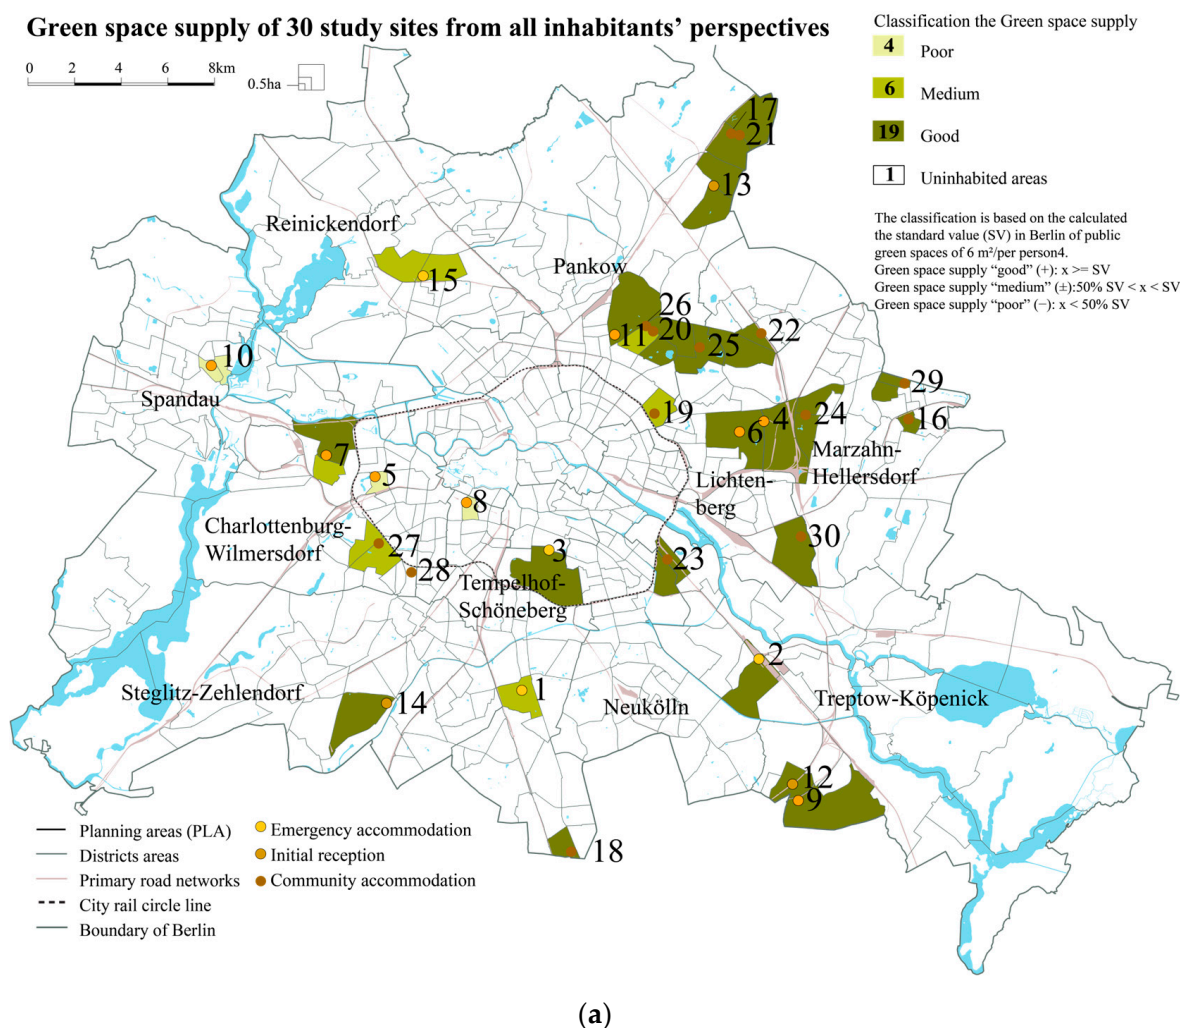 Green space supply of 30 study sites from all inhabitants’ perspectives
0 2 4 6 8km
0.5ha
Classification the Green space supply
4 Poor
6 Medium
19 Good
1 Uninhabited areas
The classification is based on the calculated
the standard value (SV) in Berlin of public
green spaces of 6 m²/per person4.
Green space supply “good” (+): x >= SV
Green space supply “medium” (±):50% SV < x < SV
Green space supply “poor” (−): x < 50% SV
17
21
13
Reinickendorf
15
Pankow
26
20
11
25
22
10
Spandau
29
16
19
4
6
24
Marzahn-
Hellersdorf
7
5
8
Lichten-
berg
Charlottenburg-
Wilmersdorf
27
28
3
Tempelhof-
Schöneberg
23
30
2
Steglitz-Zehlendorf
14
1
Neukölln
Treptow-Köpenick
12
9
18
Planning areas (PLA)
Districts areas
Primary road networks
City rail circle line
Boundary of Berlin
Emergency accommodation
Initial reception
Community accommodation
(a)